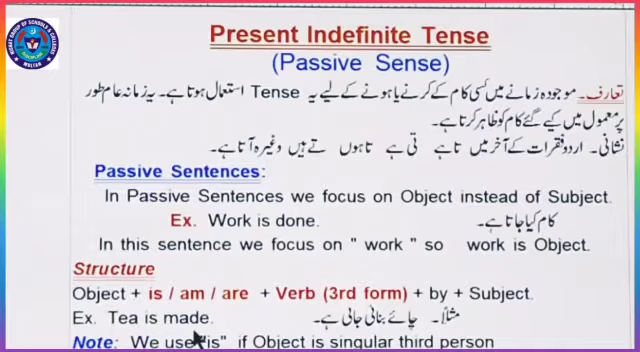 Present Indefinite Tense
(Passive Sense)
تعارف۔ موجودہ زمانے میں کسی کام کے کرنے یا ہونے کے لیے یہ Tense استعمال ہوتا ہے۔ یہ زمانہ عام طور
پر معمول میں کیے گئے کام کو ظاہر کرتا ہے۔
نشانی۔ اردو فقرات کے آخر میں تا ہے تی ہے تا ہوں تے ہیں وغیرہ آتا ہے۔
Passive Sentences:
In Passive Sentences we focus on Object instead of Subject.
Ex. Work is done. کام کیا جاتا ہے۔
In this sentence we focus on " work " so work is Object.
Structure
Object + is / am / are + Verb (3rd form) + by + Subject.
Ex. Tea is made. مثلاً۔ چائے بنائی جاتی ہے۔
Note: We use "is" if Object is singular third person